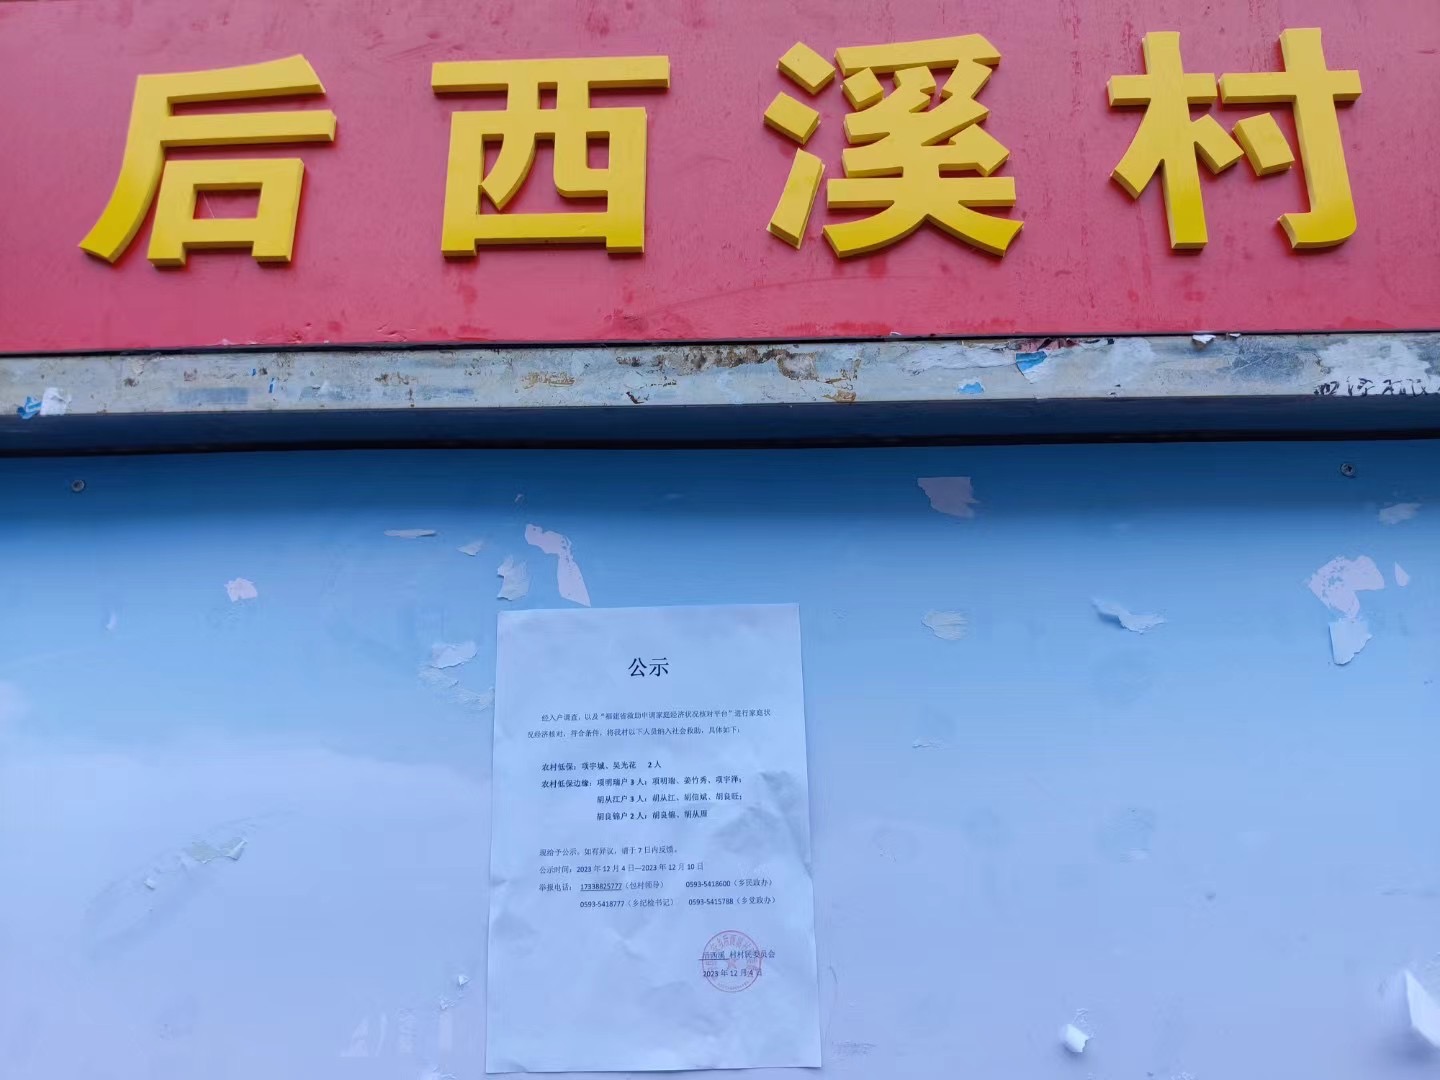 后西溪村
公示
经入户调查，以及“福建省救助申请家庭经济状况核对平台”进行家庭状
况经济核对，符合条件，将我村以下人员纳入社会救助，具体如下：
农村低保：项宇城、吴光花 2人
农村低保边缘：项明瑞户3人：项明瑞、姜竹秀、项宇泽；
胡从江户3人：胡从江、胡信斌、胡良旺；
胡良锦户2人：胡良锦、胡从周
现给予公示，如有异议，请于7日内反馈。
公示时间：2023年12月4日—2023年12月10日
举报电话：17338825777（包村领导） 0593-5418600（乡民政办）
0593-5418777（乡纪检书记） 0593-5415788（乡党政办）
后西溪 村村民委员会
2023年12月4日